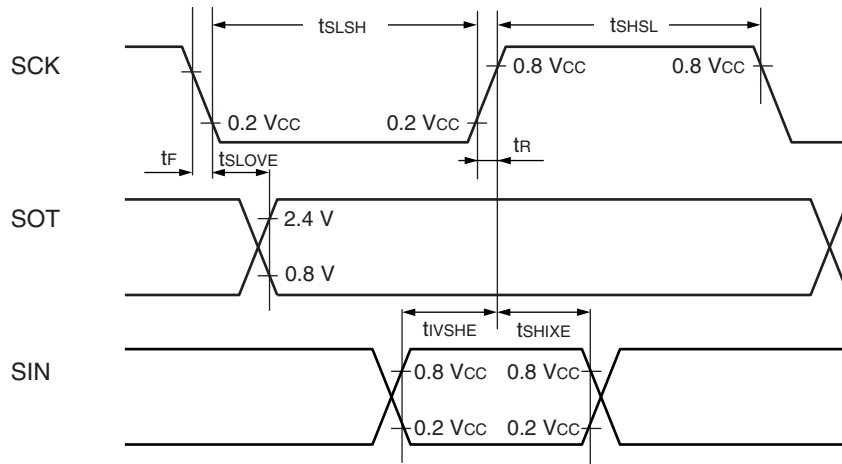 tSLSH tSHSL
SCK
0.8 VCC 0.8 VCC
0.2 VCC 0.2 VCC
tF tSLOVE tR
SOT
2.4 V
0.8 V
tIVSHE tSHIXE
SIN
0.8 VCC 0.8 VCC
0.2 VCC 0.2 VCC